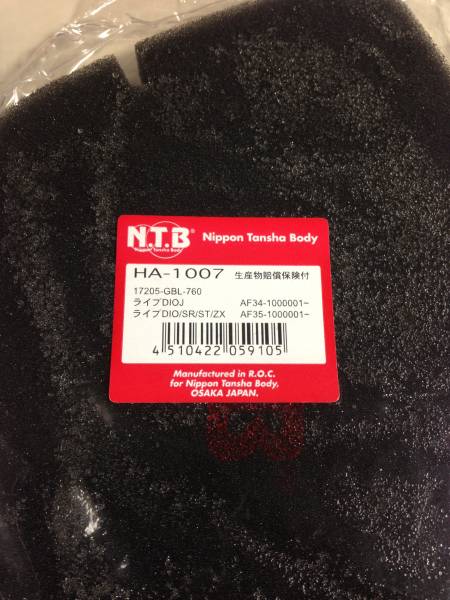 N.T.B
Nippon Tansha Body
Nippon Tansha Body
HA-1007 生産物賠償保険付
17205-GBL-760
ライブDIOJ AF34-1000001~
ライブDIO/SR/ST/ZX AF35-1000001~
4 510422 059105
Manufactured in R.O.C.
for Nippon Tansha Body,
OSAKA JAPAN.